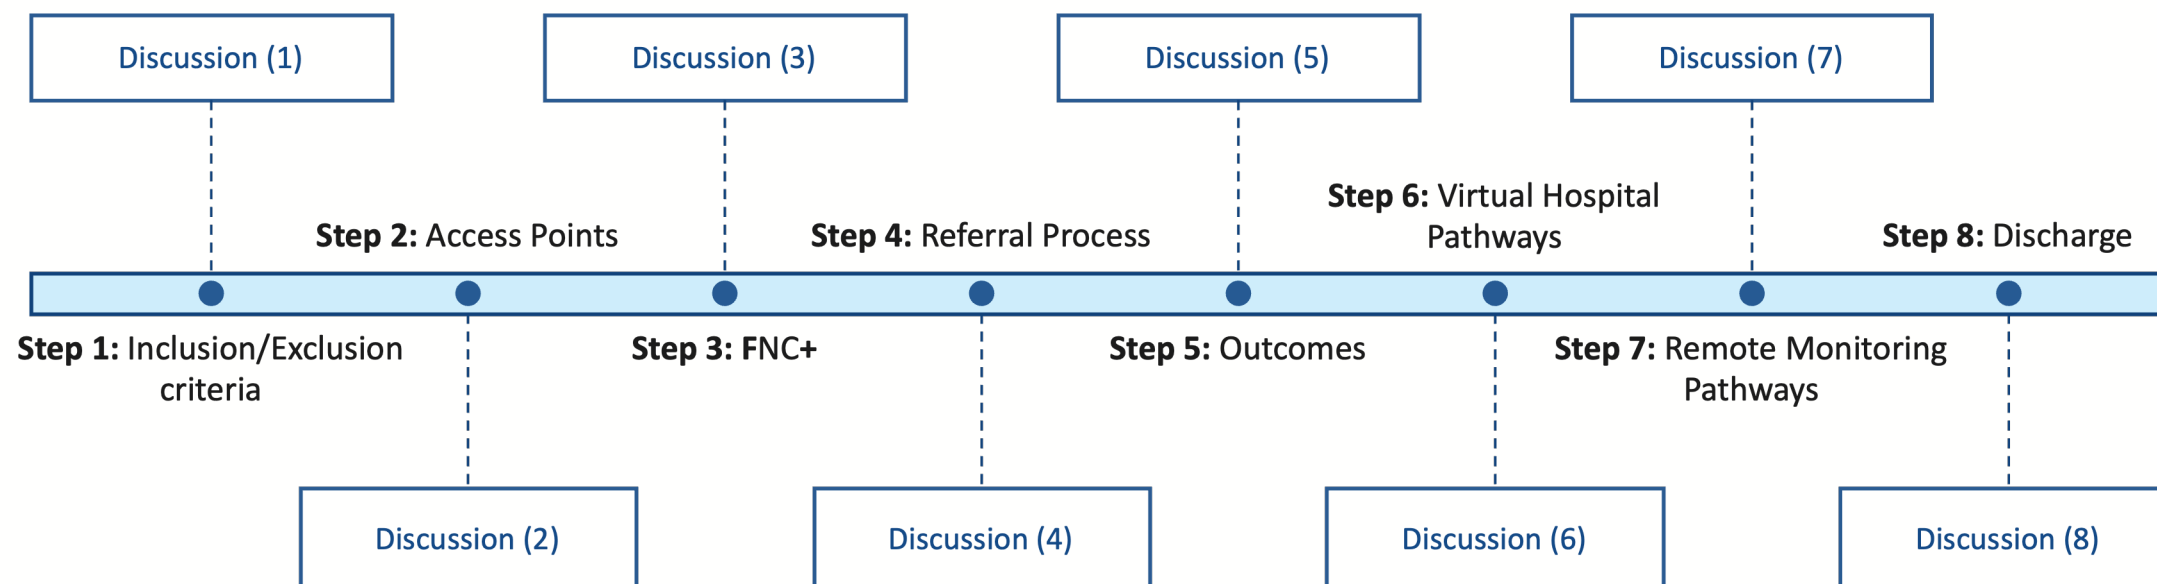 Discussion (1)
Discussion (3)
Discussion (5)
Discussion (7)
Step 2: Access Points
Step 4: Referral Process
Step 6: Virtual Hospital
Pathways
Step 8: Discharge
Step 1: Inclusion/Exclusion
criteria
Step 3: FNC+
Step 5: Outcomes
Step 7: Remote Monitoring
Pathways
Discussion (2)
Discussion (4)
Discussion (6)
Discussion (8)